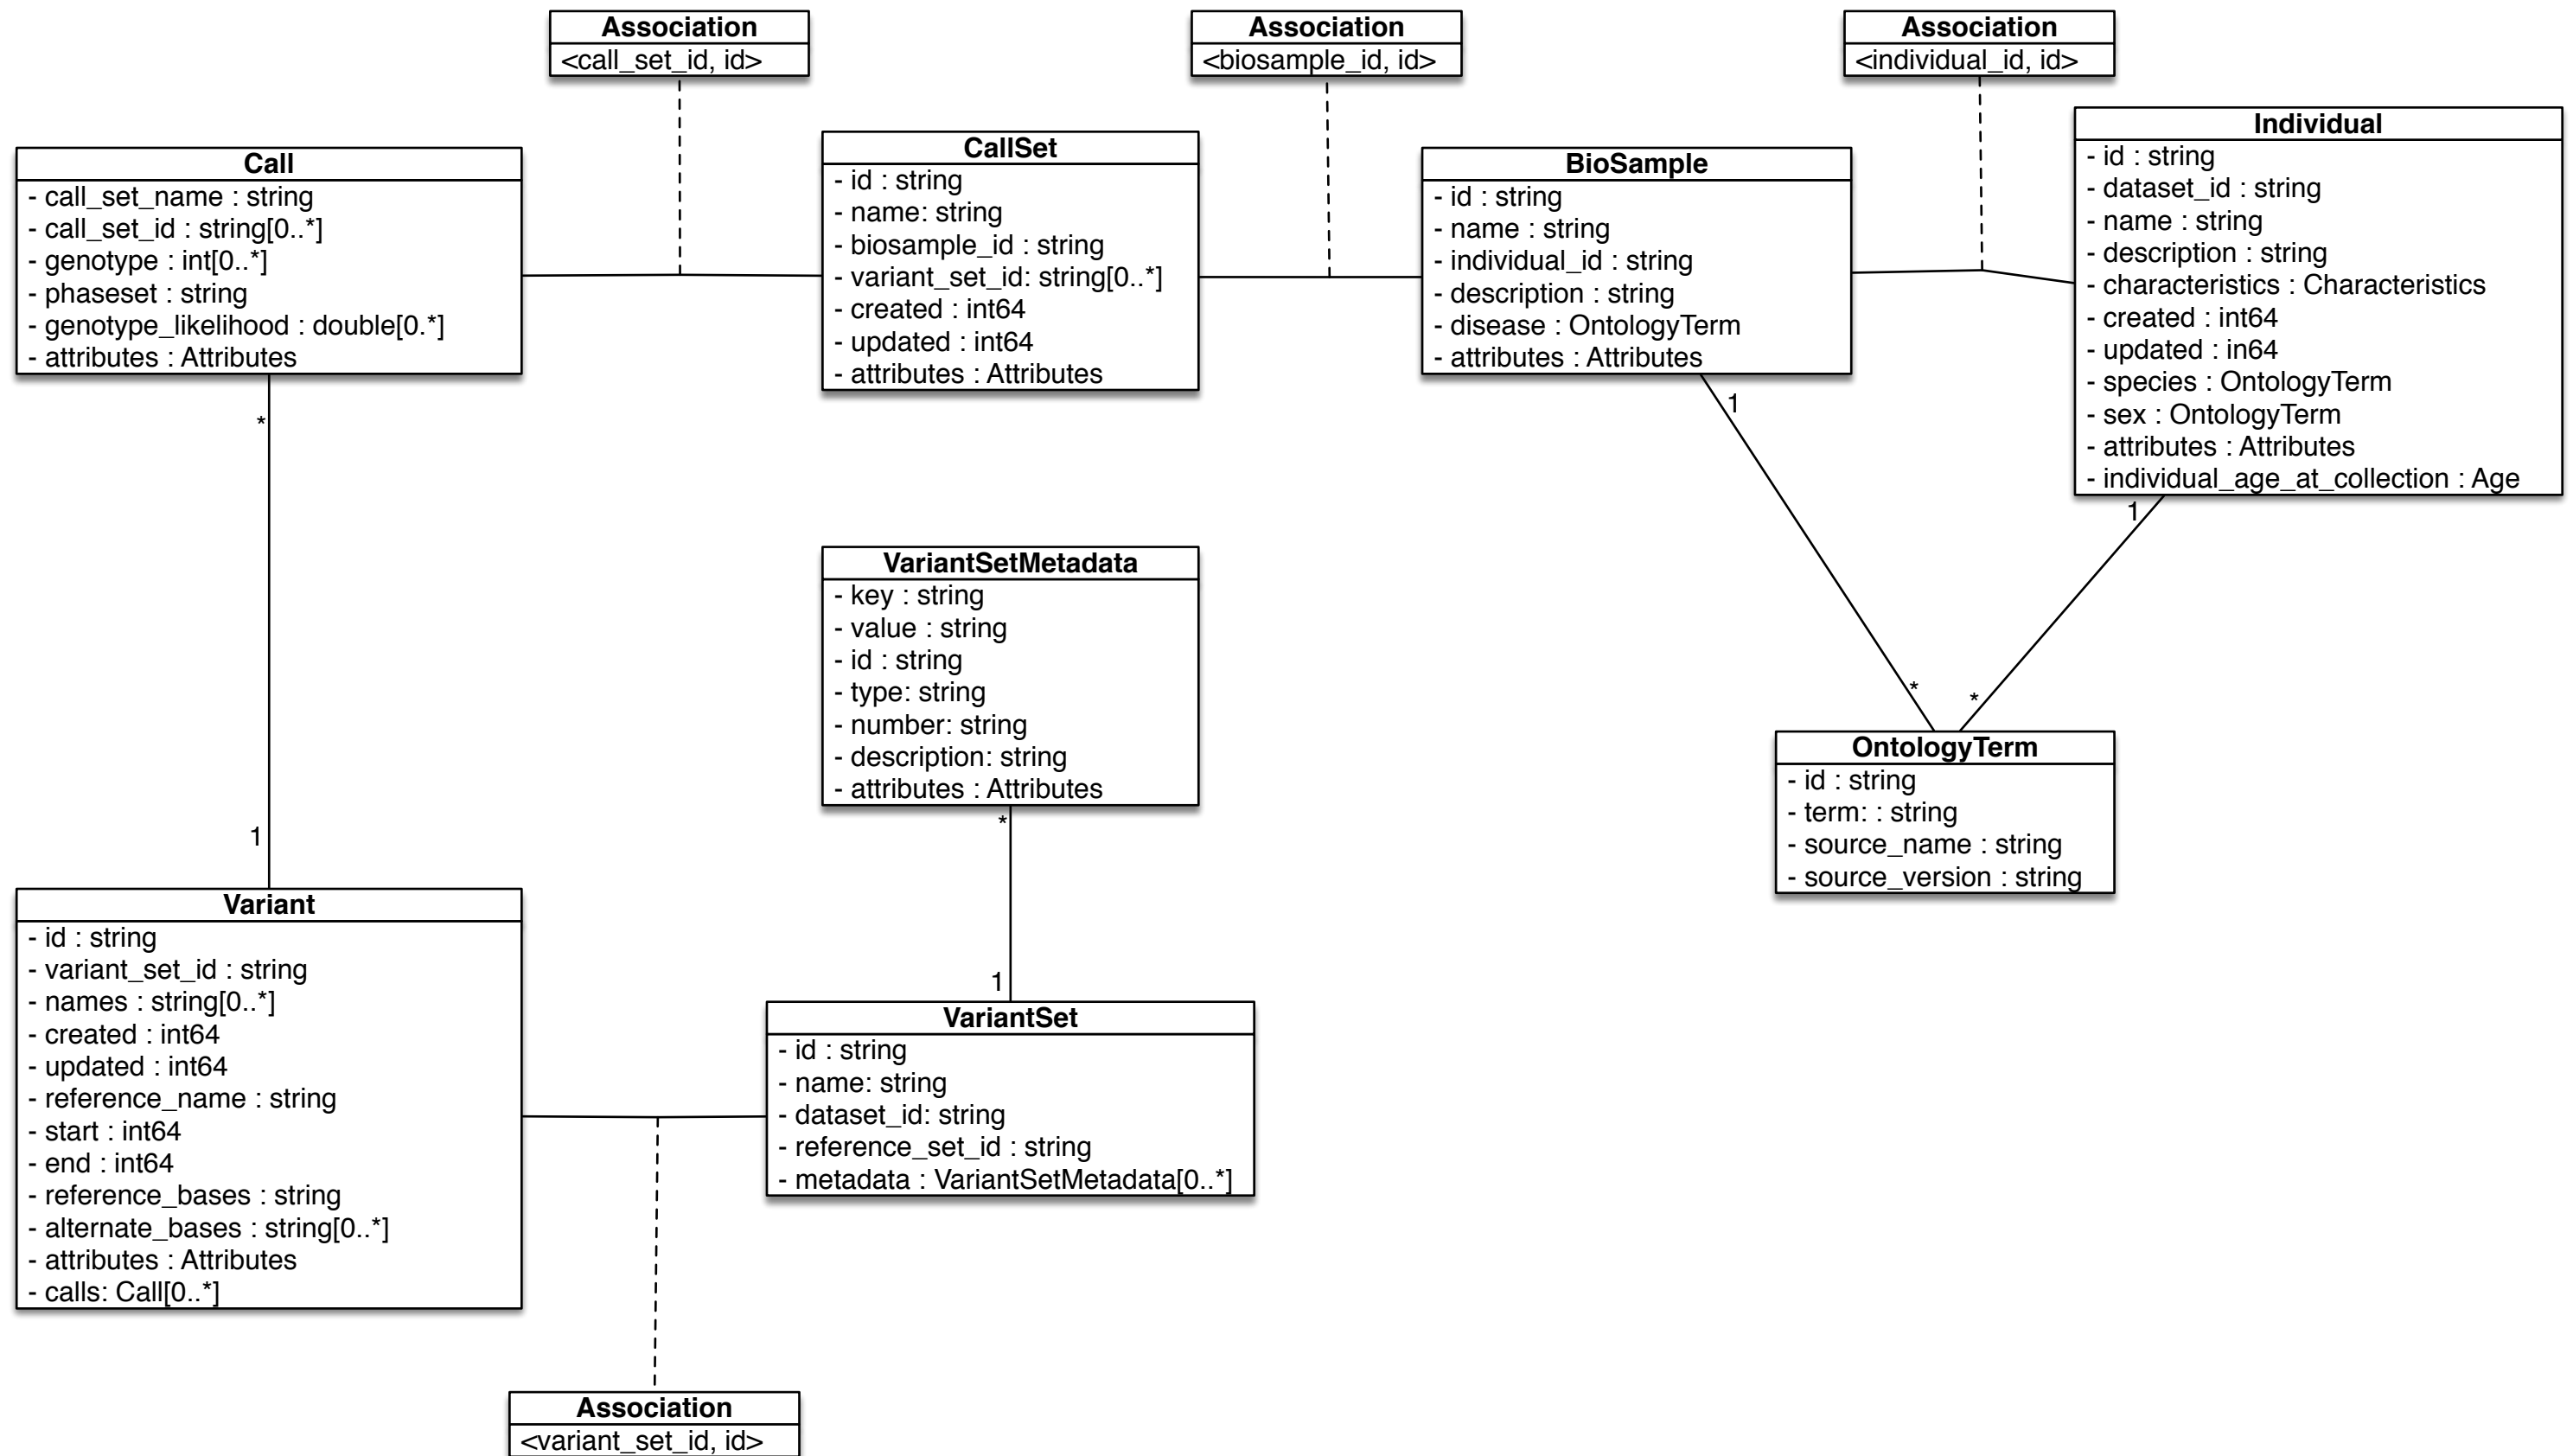 Association
<call_set_id, id>
Association
<biosample_id, id>
Association
<individual_id, id>
Call
- call_set_name : string
- call_set_id : string[0..*]
- genotype : int[0..*]
- phaseset : string
- genotype_likelihood : double[0.*]
- attributes : Attributes
CallSet
- id : string
- name: string
- biosample_id : string
- variant_set_id: string[0..*]
- created : int64
- updated : int64
- attributes : Attributes
BioSample
- id : string
- name : string
- individual_id : string
- description : string
- disease : OntologyTerm
- attributes : Attributes
Individual
- id : string
- dataset_id : string
- name : string
- description : string
- characteristics : Characteristics
- created : int64
- updated : in64
- species : OntologyTerm
- sex : OntologyTerm
- attributes : Attributes
- individual_age_at_collection : Age
*
1
1
1
*
*
VariantSetMetadata
- key : string
- value : string
- id : string
- type: string
- number: string
- description: string
- attributes : Attributes
*
1
OntologyTerm
- id : string
- term: : string
- source_name : string
- source_version : string
Variant
- id : string
- variant_set_id : string
- names : string[0..*]
- created : int64
- updated : int64
- reference_name : string
- start : int64
- end : int64
- reference_bases : string
- alternate_bases : string[0..*]
- attributes : Attributes
- calls: Call[0..*]
VariantSet
- id : string
- name: string
- dataset_id: string
- reference_set_id : string
- metadata : VariantSetMetadata[0..*]
Association
<variant_set_id, id>